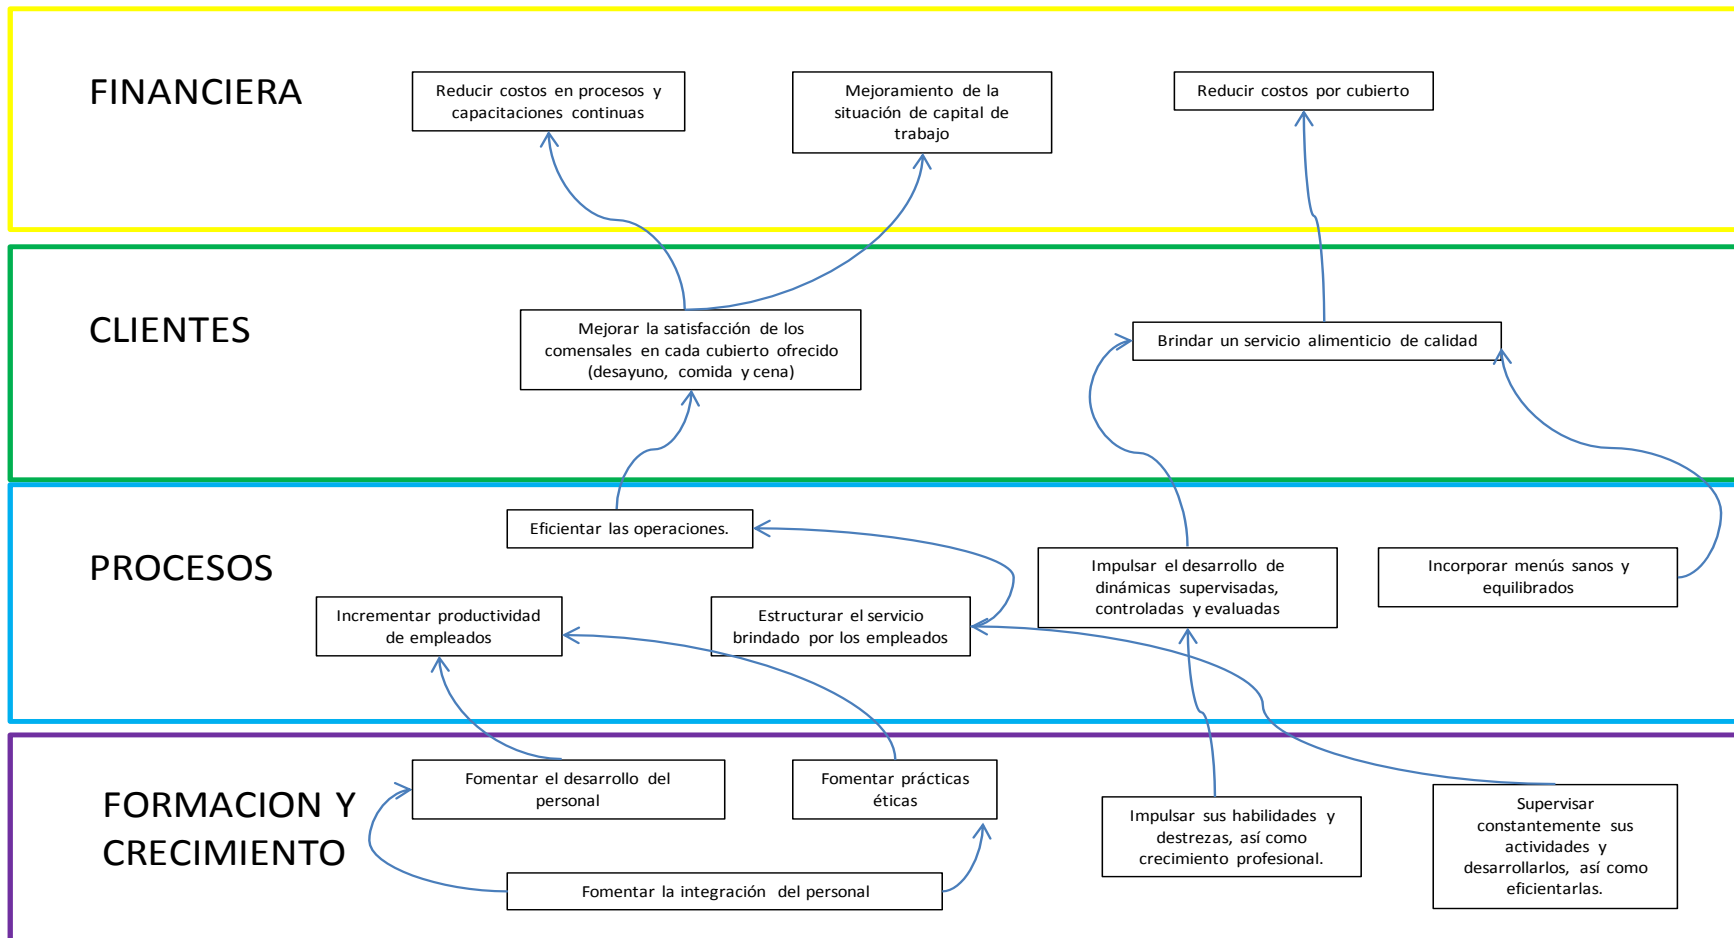 FINANCIERA
Reducir costos en procesos y
capacitaciones continuas
Mejoramiento de la
situación de capital de
trabajo
Reducir costos por cubierto
CLIENTES
Mejorar la satisfacción de los
comensales en cada cubierto ofrecido
(desayuno, comida y cena)
Brindar un servicio alimenticio de calidad
PROCESOS
Eficientar las operaciones.
Incrementar productividad
de empleados
Estructurar el servicio
brindado por los empleados
Impulsar el desarrollo de
dinámicas supervisadas,
controladas y evaluadas
Incorporar menús sanos y
equilibrados
FORMACION Y
CRECIMIENTO
Fomentar el desarrollo del
personal
Fomentar prácticas
éticas
Fomentar la integración del personal
Impulsar sus habilidades y
destrezas, así como
crecimiento profesional.
Supervisar
constantemente sus
actividades y
desarrollarlos, así como
eficientarlas.